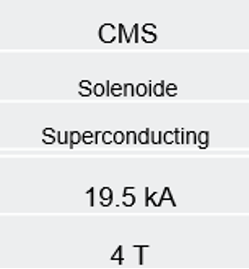 CMS
Solenoide
Superconducting
19.5 kA
4 T